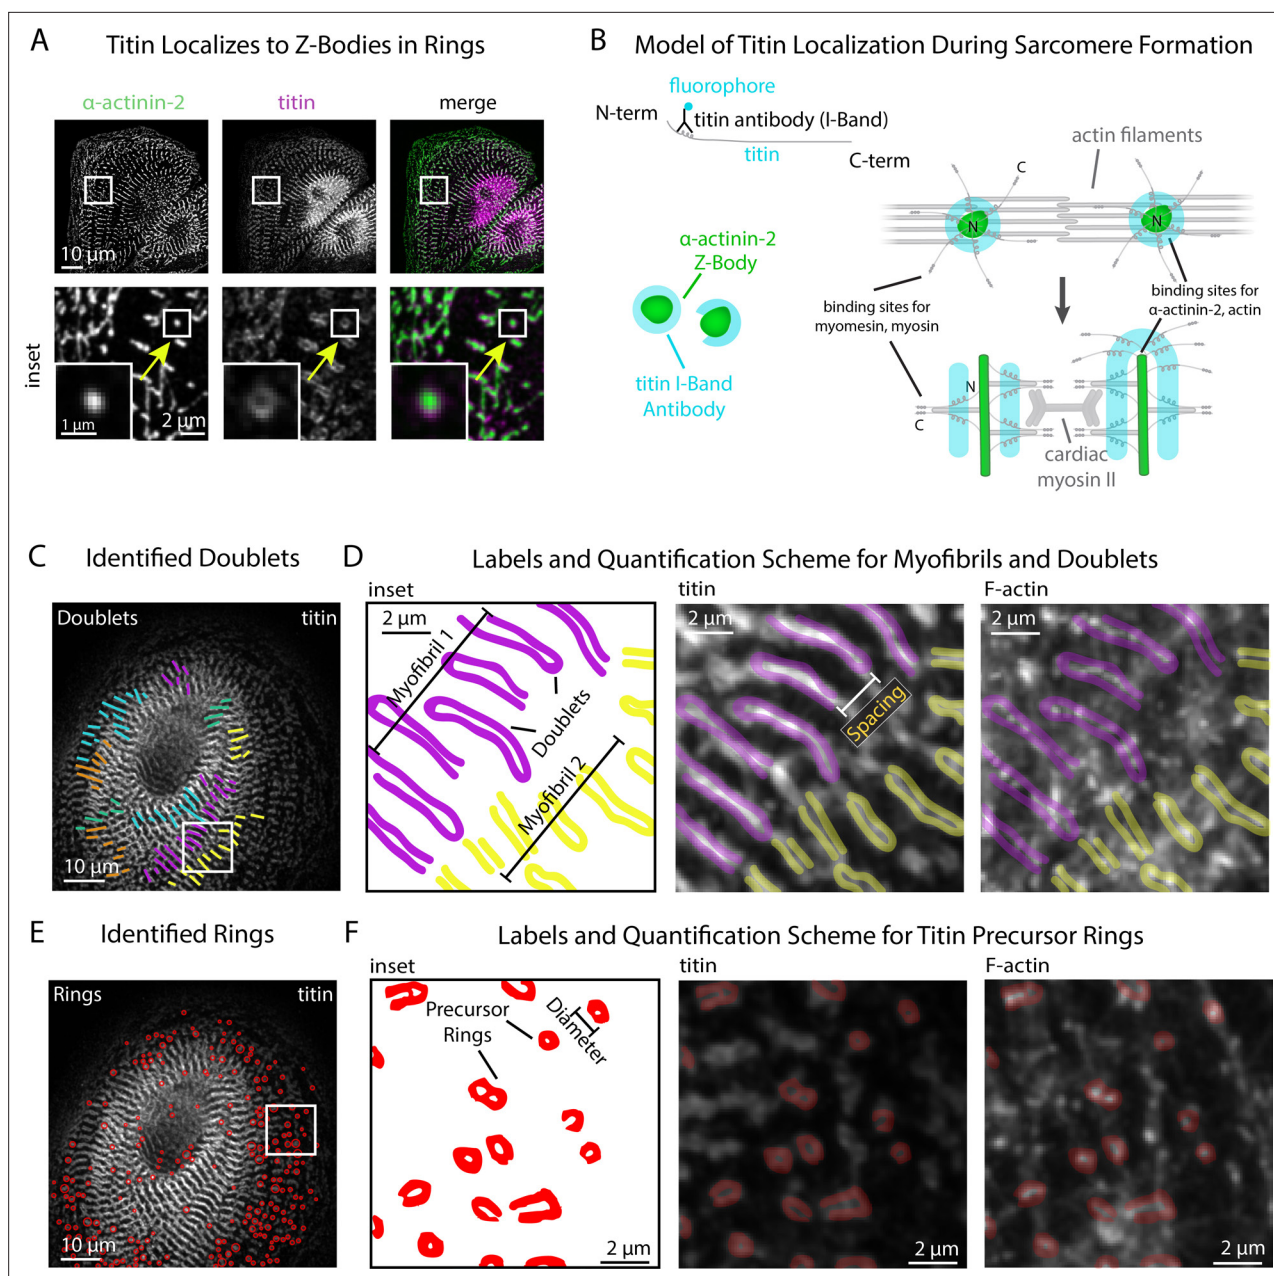 A
Titin Localizes to Z-Bodies in Rings
α-actinin-2
titin
merge
10 µm
inset
1 µm
2 µm
B
Model of Titin Localization During Sarcomere Formation
fluorophore
N-term
titin antibody (I-Band)
titin
C-term
actin filaments
C
N
N
α-actinin-2
Z-Body
titin I-Band
Antibody
binding sites for
myomesin, myosin
binding sites for
α-actinin-2, actin
N
C
cardiac
myosin II
C
Identified Doublets
Doublets
titin
10 µm
D
Labels and Quantification Scheme for Myofibrils and Doublets
inset
2 µm
Myofibril 1
Doublets
Myofibril 2
titin
2 µm
Spacing
F-actin
2 µm
E
Identified Rings
Rings
titin
10 µm
F
Labels and Quantification Scheme for Titin Precursor Rings
inset
Precursor
Rings
Diameter
2 µm
titin
2 µm
F-actin
2 µm